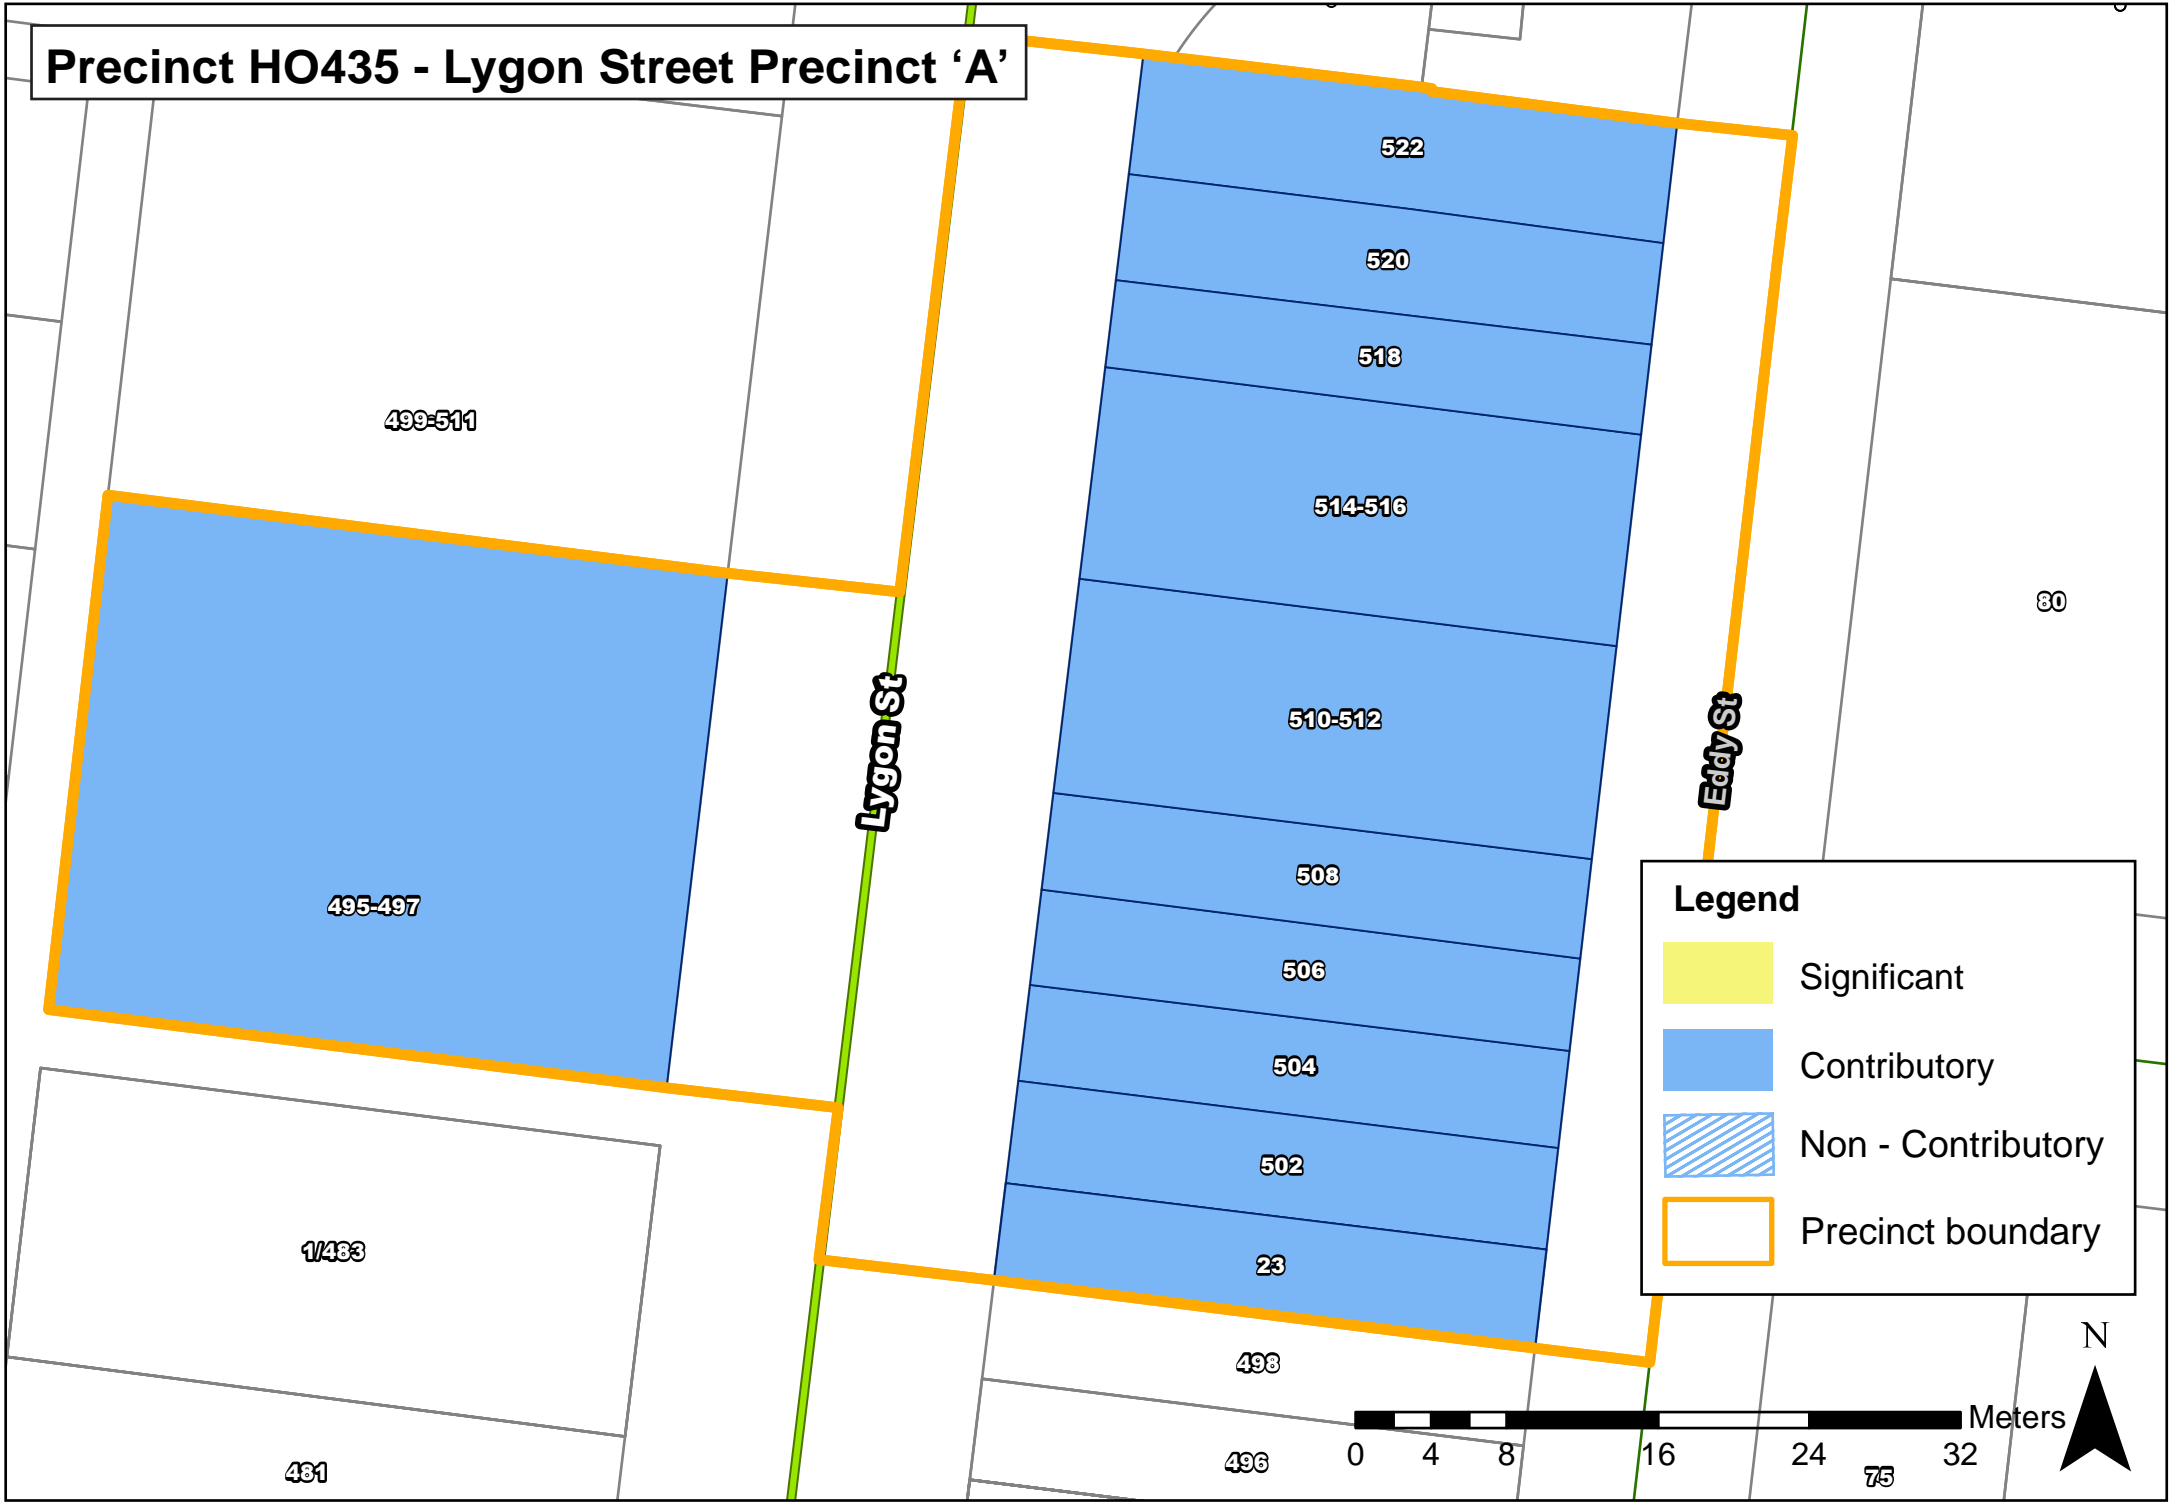 Precinct HO435 - Lygon Street Precinct ‘A’
522
520
518
499-511
514-516
80
510-512
Lygon St
Eddy St
508
495-497
506
504
502
1/483
23
498
496
481
75
Legend
Significant
Contributory
Non - Contributory
Precinct boundary
N
Meters
0 4 8 16 24 32